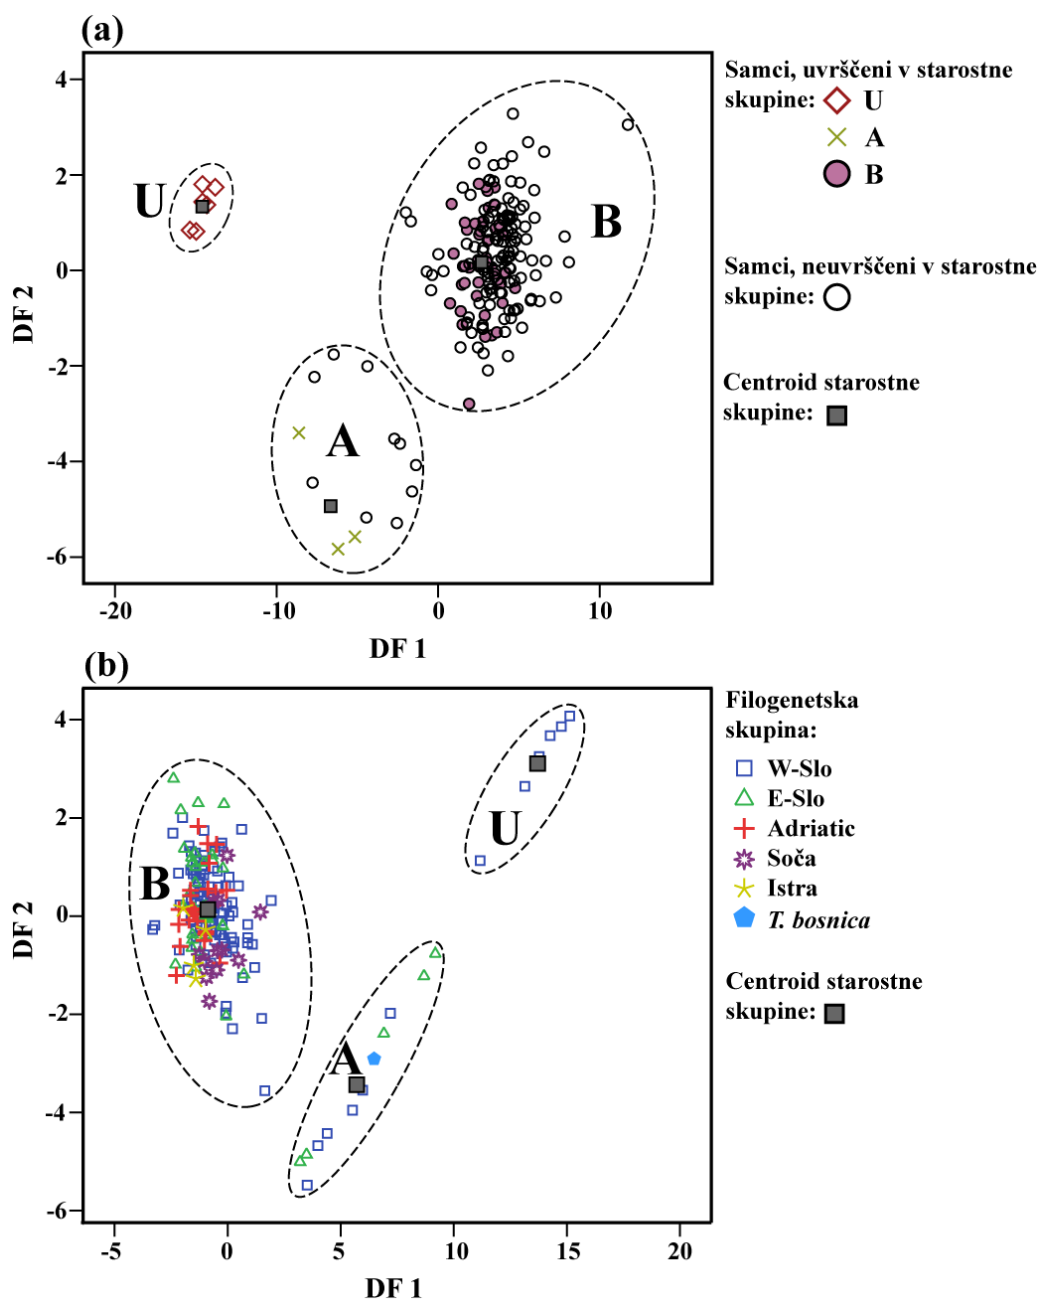 (a)
4
2
0
-2
-4
-6
DF 2
-20
-10
0
10
DF 1
U
A
B
Samci, uvrščeni v starostne
skupine:
U
A
B
Samci, neuvrščeni v starostne
skupine:
Centroid starostne
skupine:
(b)
4
2
0
-2
-4
-6
DF 2
-5
0
5
10
15
20
DF 1
B
U
A
Filogenetska
skupina:
W-Slo
E-Slo
Adriatic
Soča
Istra
T. bosnica
Centroid starostne
skupine: